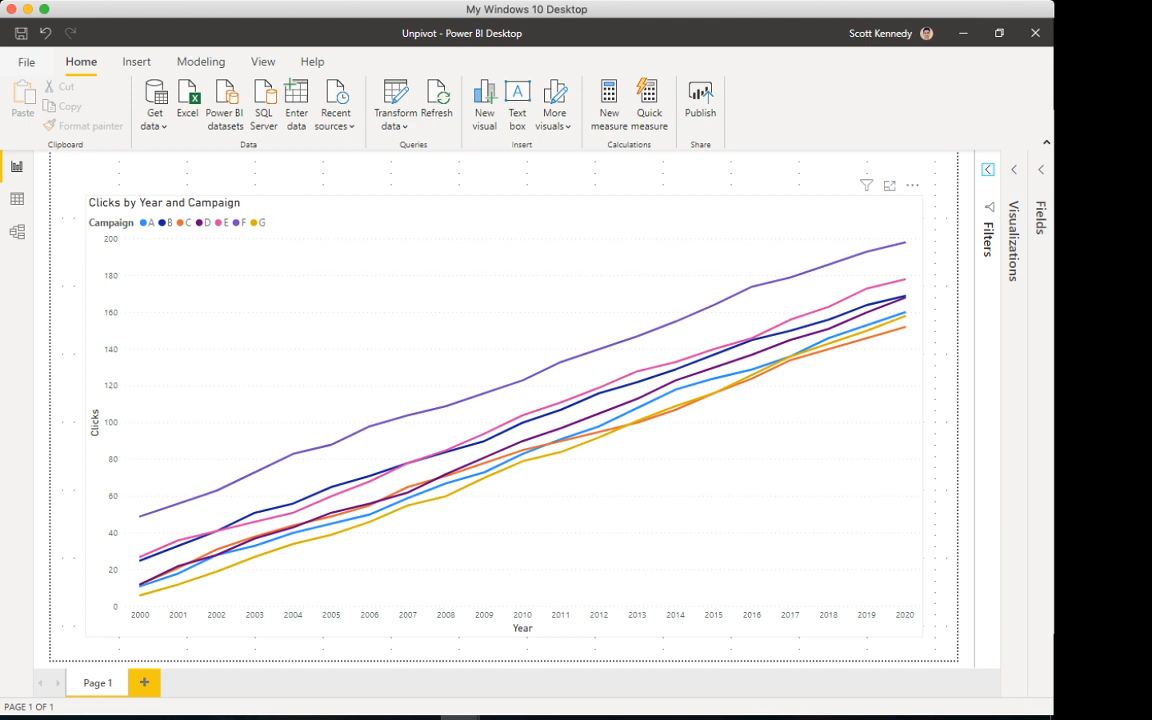 My Windows 10 Desktop
Unpivot - Power BI Desktop
Scott Kennedy
File Home Insert Modeling View Help
Paste
Cut
Copy
Format painter
Clipboard
Get data
Excel
Power BI datasets
SQL Server
Enter data
Recent sources
Data
Transform data
Refresh
Queries
New visual
A
Text box
More visuals
Insert
New measure
Quick measure
Calculations
Publish
Share
Clicks by Year and Campaign
Campaign A B C D E F G
200
180
160
140
120
100
80
60
40
20
0
Clicks
2000 2001 2002 2003 2004 2005 2006 2007 2008 2009 2010 2011 2012 2013 2014 2015 2016 2017 2018 2019 2020
Year
Filters
Visualizations
Fields
Page 1
PAGE 1 OF 1